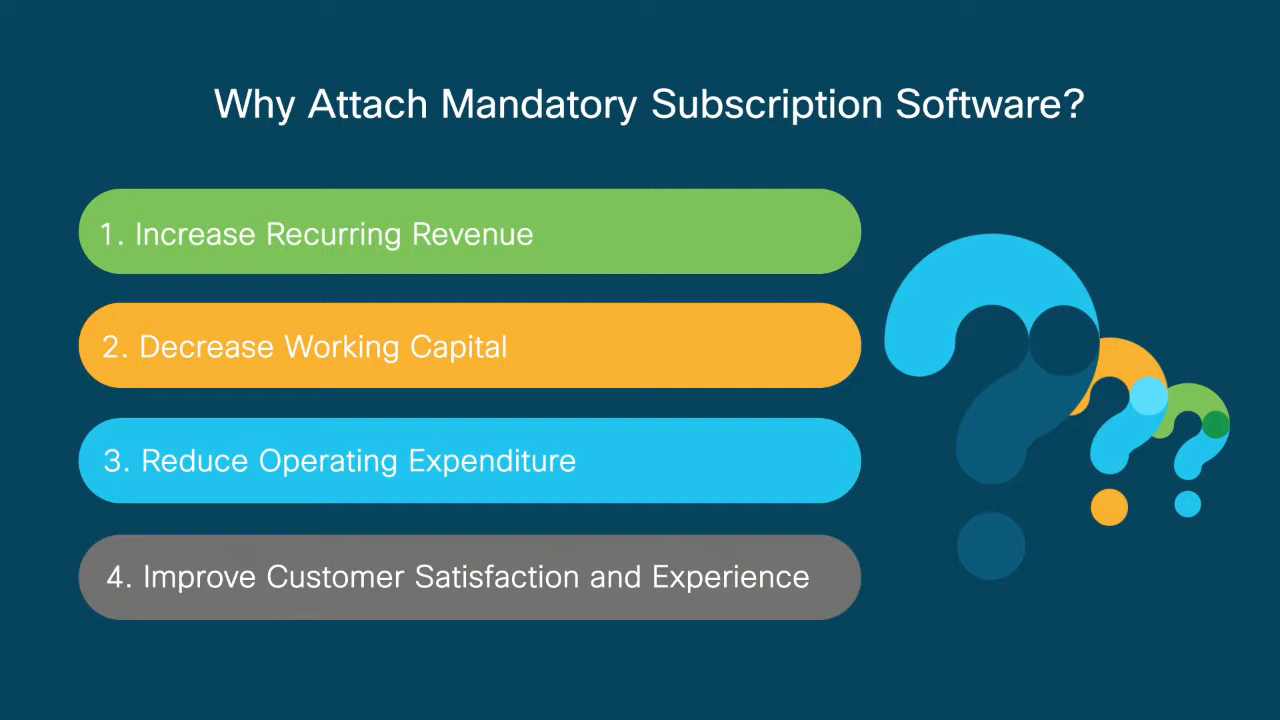 Why Attach Mandatory Subscription Software?
1. Increase Recurring Revenue
2. Decrease Working Capital
3. Reduce Operating Expenditure
4. Improve Customer Satisfaction and Experience